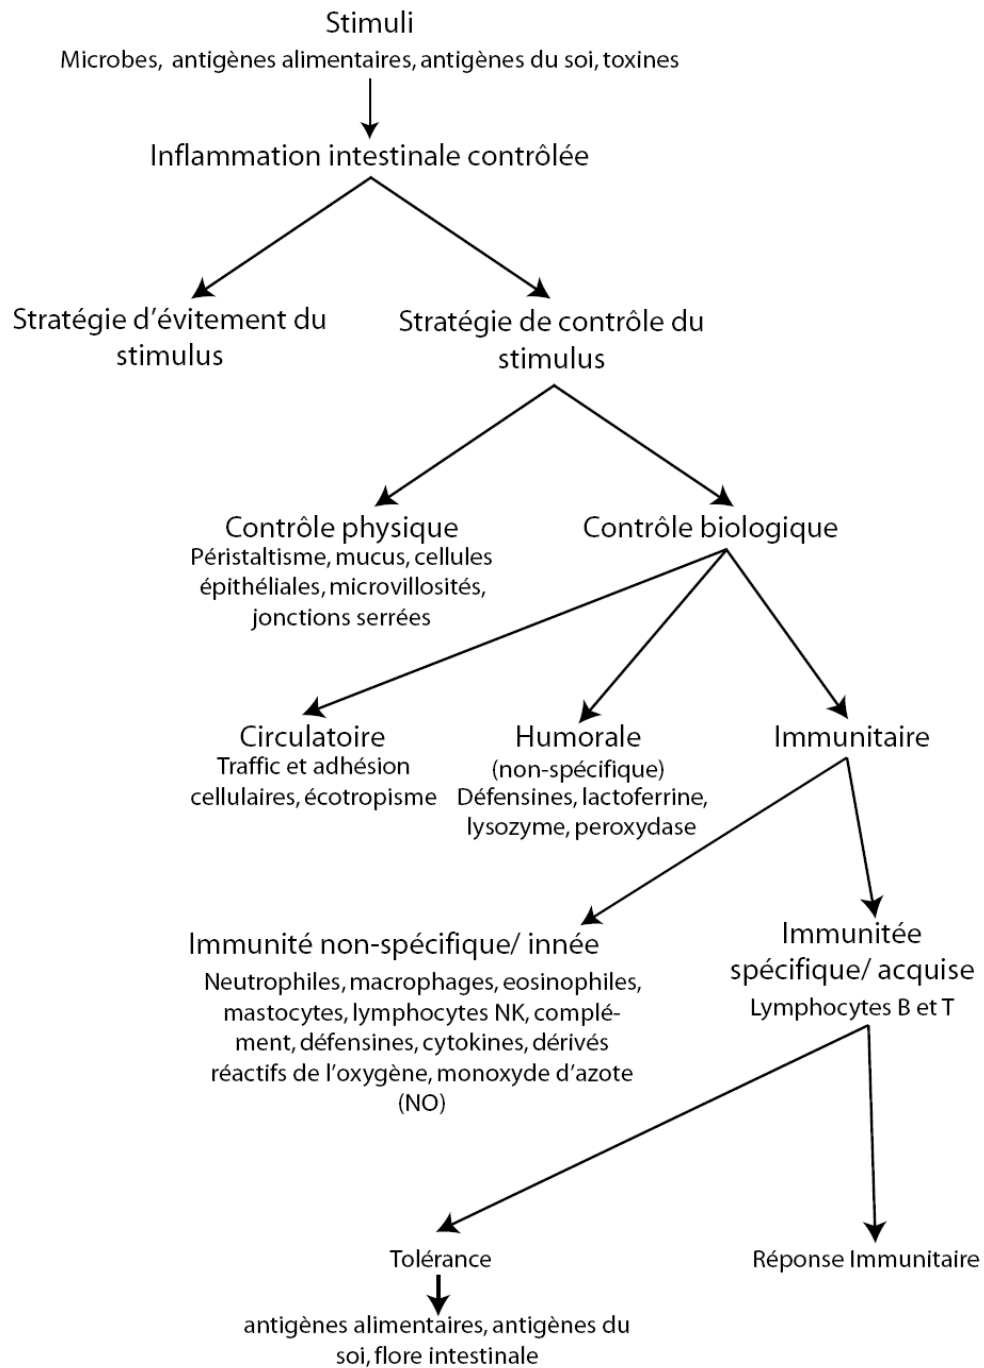 Stimuli
Microbes, antigènes alimentaires, antigènes du soi, toxines
Inflammation intestinale contrôlée
Stratégie d'évitement du
stimulus
Stratégie de contrôle du
stimulus
Contrôle physique
Péristaltisme, mucus, cellules
épithéliales, microvillosités,
jonctions serrées
Contrôle biologique
Circulatoire
Traffic et adhésion
cellulaires, écotropisme
Humorale
(non-spécifique)
Défensines, lactoferrine,
lysozyme, peroxydase
Immunitaire
Immunité non-spécifique/ innée
Neutrophiles, macrophages, eosinophiles,
mastocytes, lymphocytes NK, complé-
ment, défensines, cytokines, dérivés
réactifs de l'oxygène, monoxyde d'azote
(NO)
Immunitée
spécifique/ acquise
Lymphocytes B et T
Tolérance
antigènes alimentaires, antigènes du
soi, flore intestinale
Réponse Immunitaire